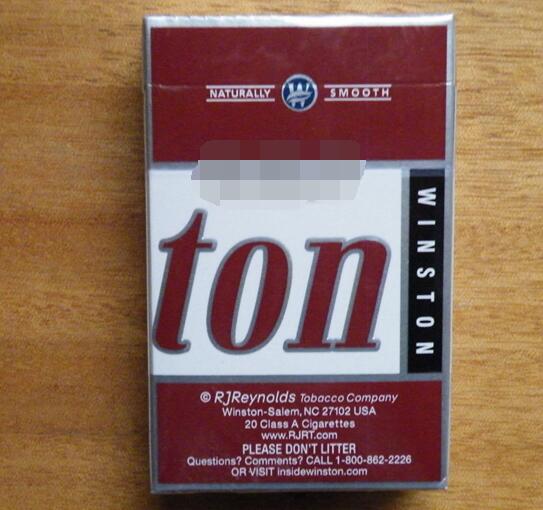 NATURALLY W SMOOTH
ton
WINSTON
© RJReynolds Tobacco Company
Winston-Salem, NC 27102 USA
20 Class A Cigarettes
www.RJRT.com
PLEASE DON'T LITTER
Questions? Comments? CALL 1-800-862-2226
OR VISIT insidewinston.com